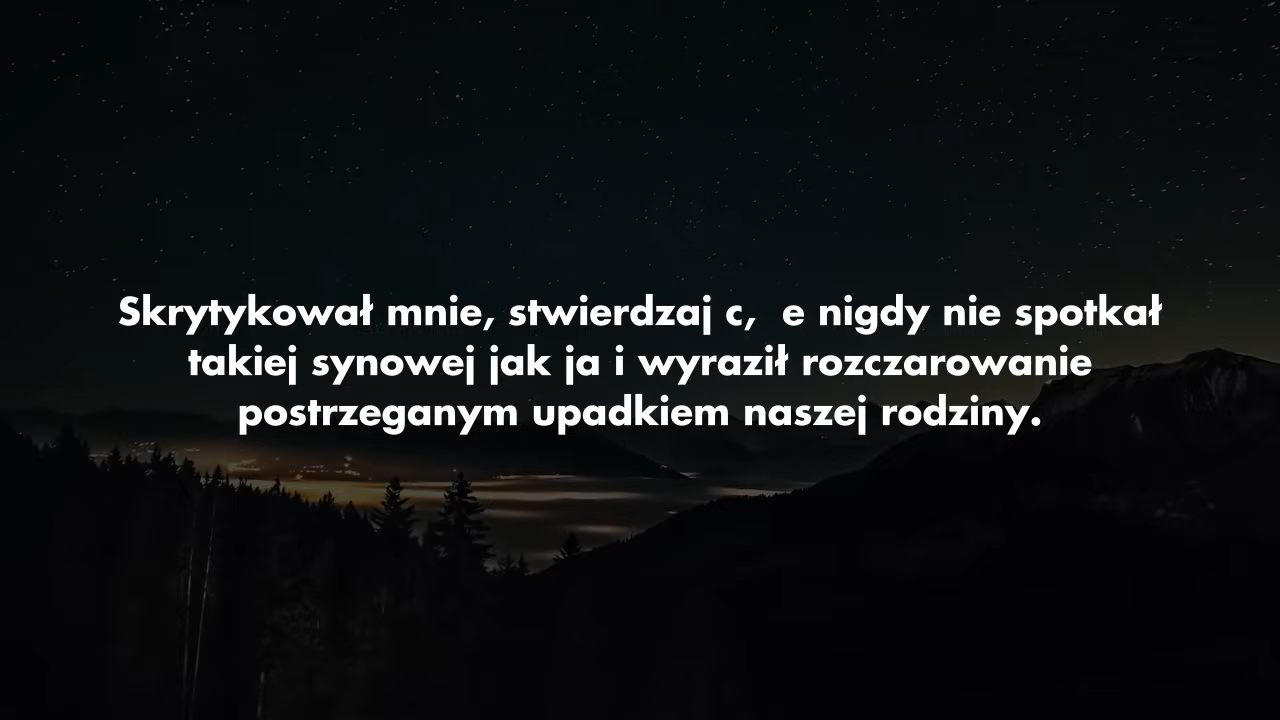 Skrytykował mnie, stwierdzaj c,  e nigdy nie spotkał
takiej synowej jak ja i wyraził rozczarowanie
postrzeganym upadkiem naszej rodziny.